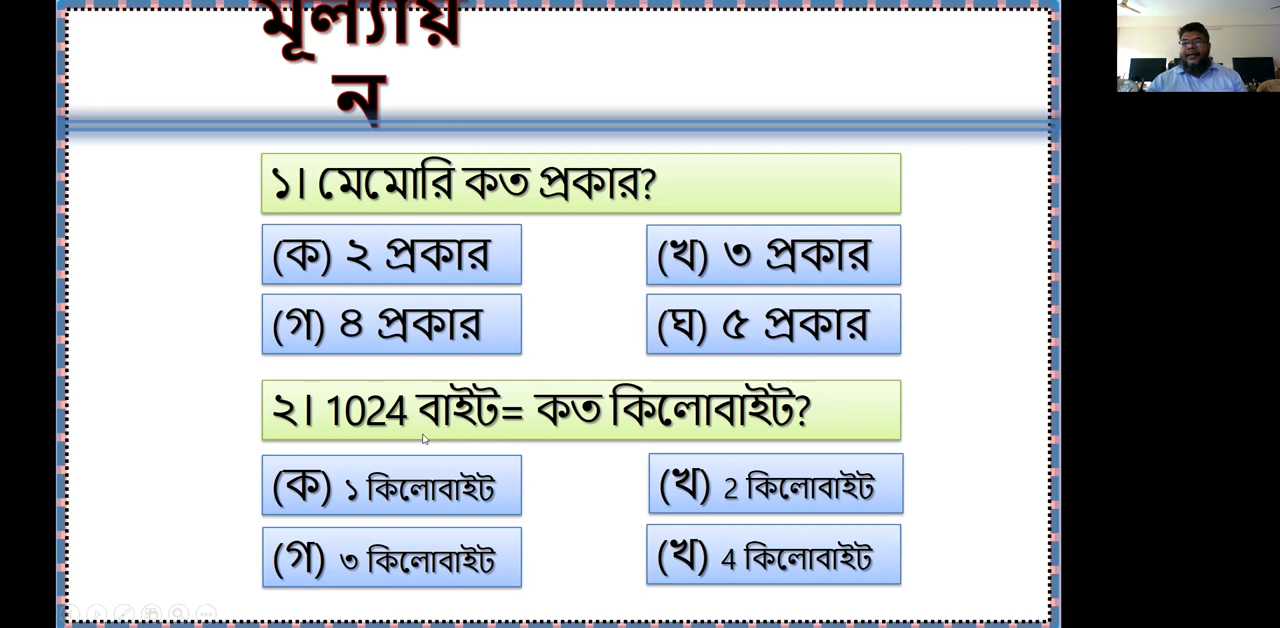 মূল্যায়
ন
১। মেমোরি কত প্রকার?
(ক) ২ প্রকার
(খ) ৩ প্রকার
(গ) ৪ প্রকার
(ঘ) ৫ প্রকার
২। 1024 বাইট= কত কিলোবাইট?
(ক) ১ কিলোবাইট
(খ) 2 কিলোবাইট
(গ) ৩ কিলোবাইট
(খ) 4 কিলোবাইট